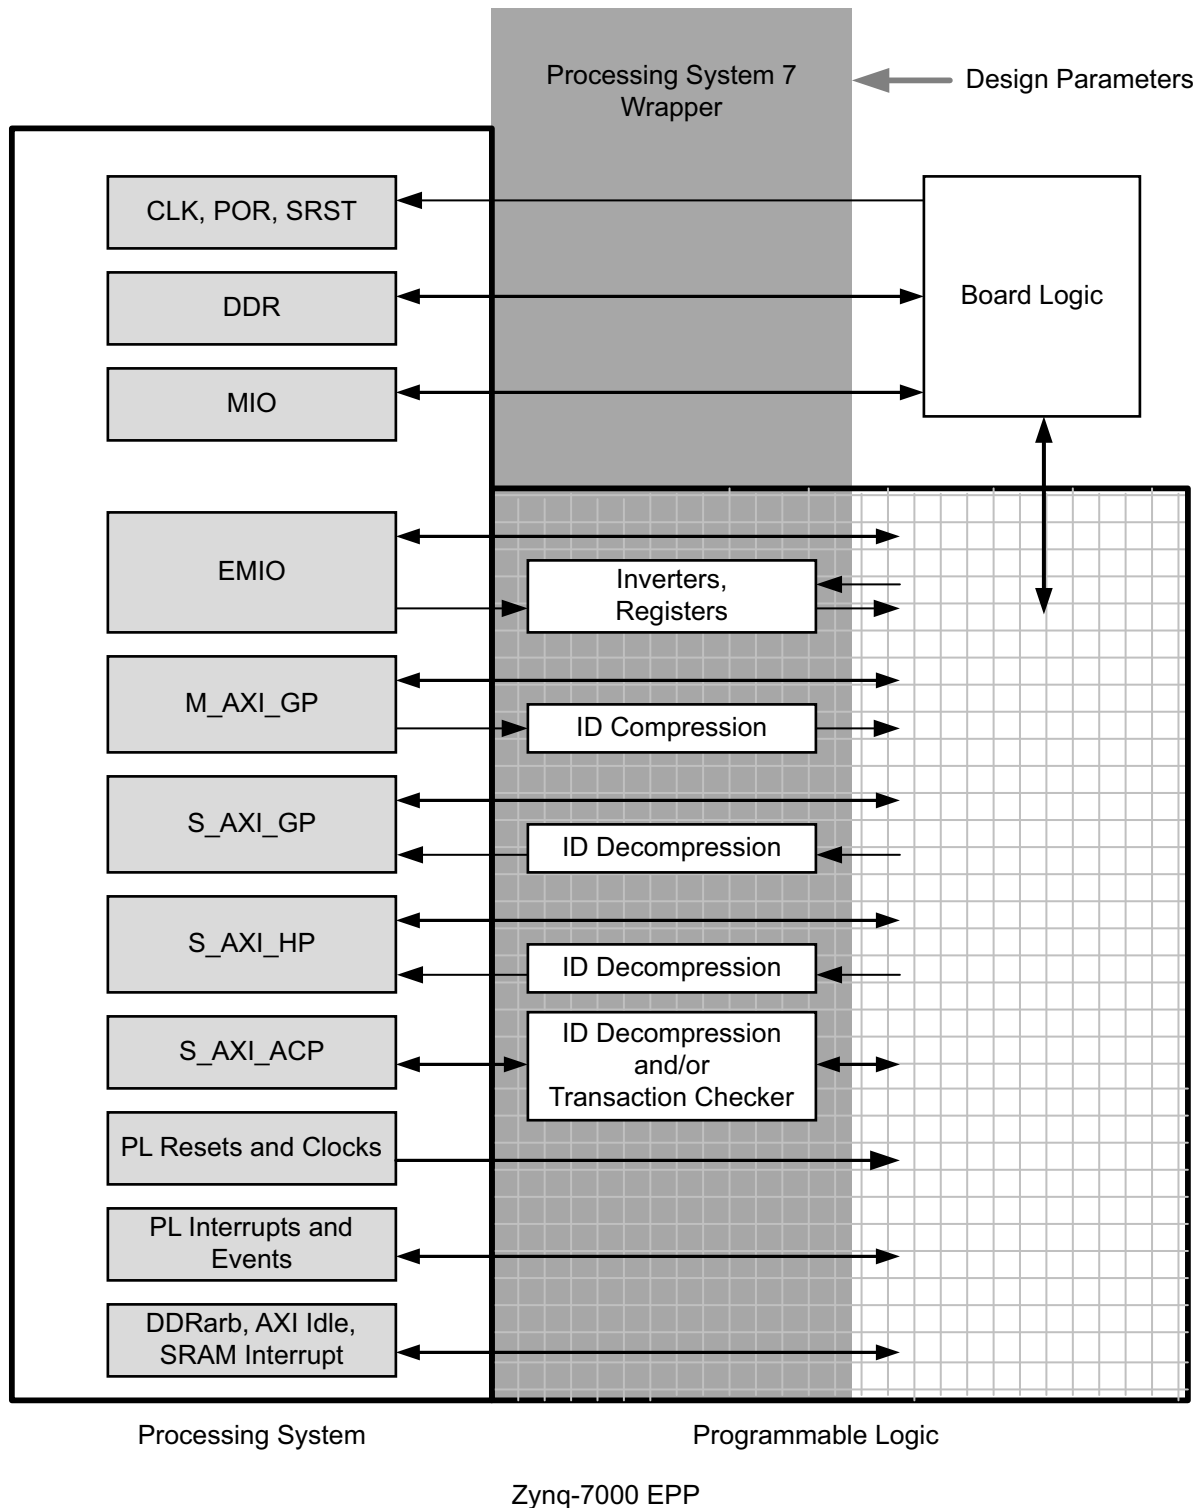 Processing System 7
Wrapper
Design Parameters
CLK, POR, SRST
DDR
Board Logic
MIO
EMIO
Inverters,
Registers
M_AXI_GP
ID Compression
S_AXI_GP
ID Decompression
S_AXI_HP
ID Decompression
S_AXI_ACP
ID Decompression
and/or
Transaction Checker
PL Resets and Clocks
PL Interrupts and
Events
DDRarb, AXI Idle,
SRAM Interrupt
Processing System
Programmable Logic
Zynq-7000 EPP